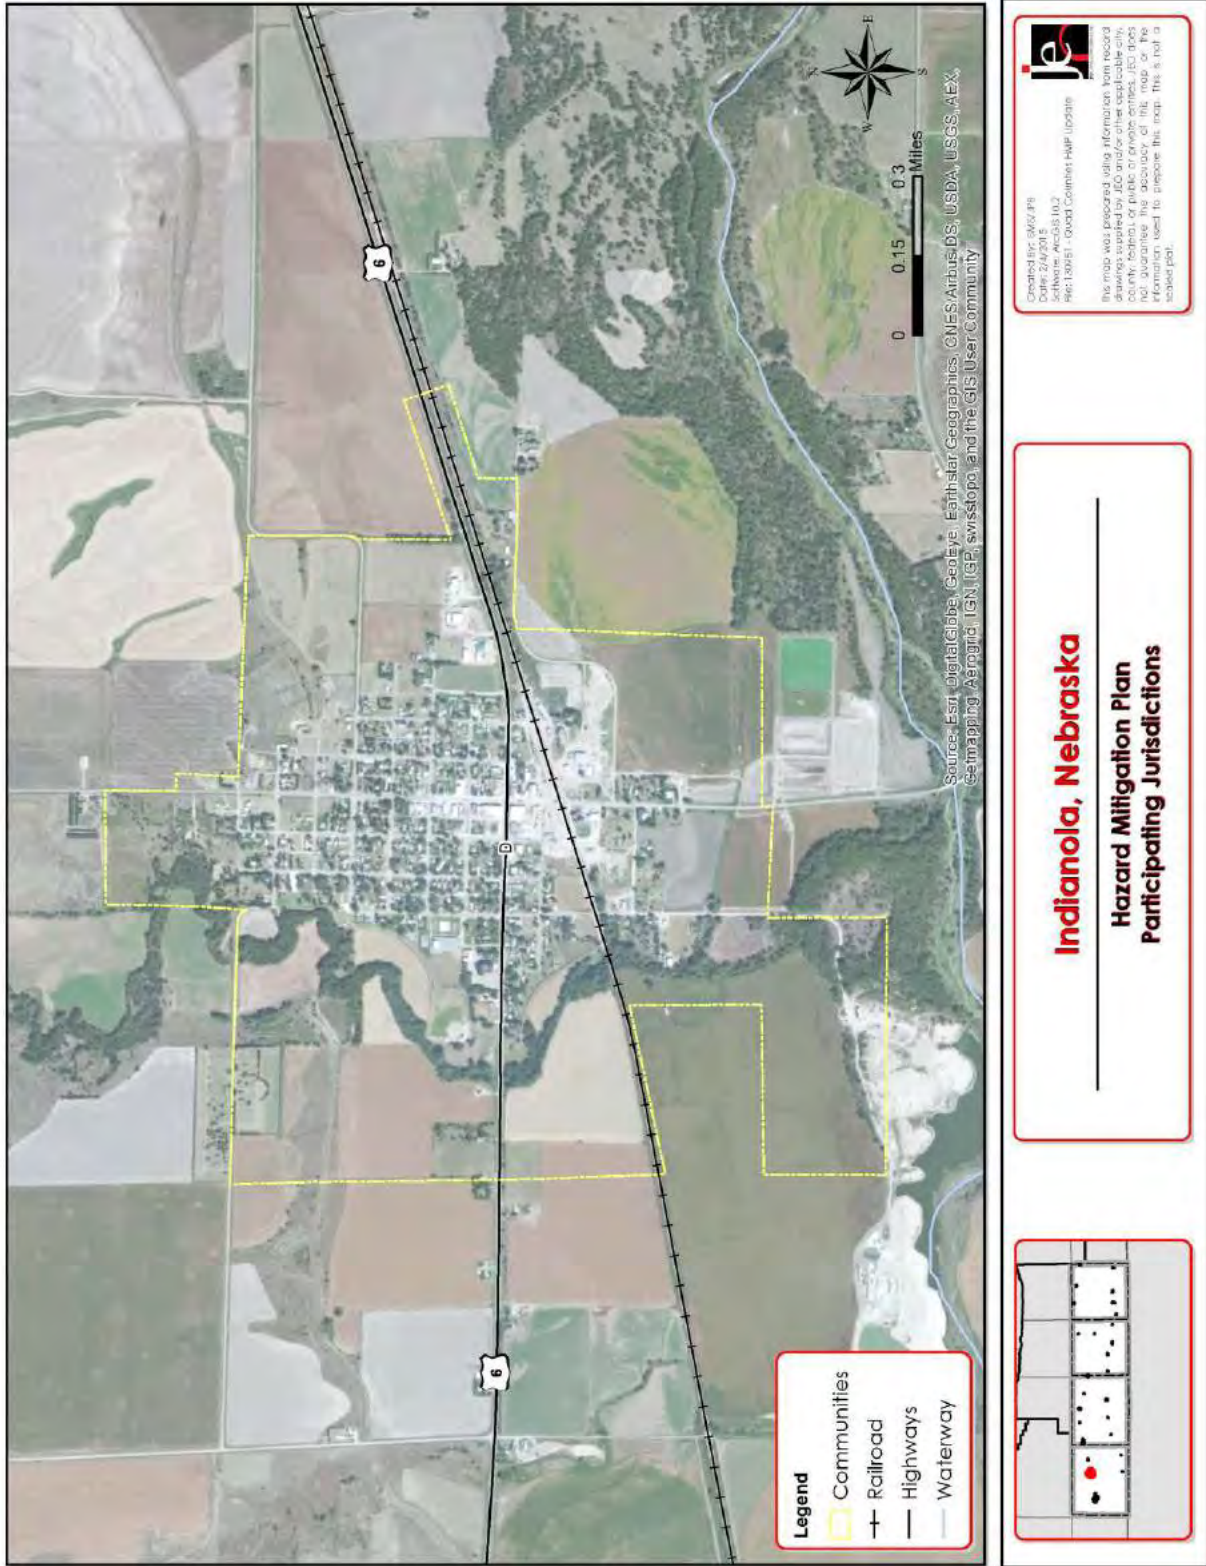 6
6
D
N
E
S
W
0 0.15 0.3
Miles
Source: Esri, DigitalGlobe, GeoEye, Earthstar Geographics, CNES/Airbus DS, USDA, USGS, AEX,
Getmapping, Aerogrid, IGN, IGP, swisstopo, and the GIS User Community
Legend
Communities
Railroad
Highways
Waterway
Indianola, Nebraska
Hazard Mitigation Plan
Participating Jurisdictions
Date: 2/4/2015
Software: ArcGIS 10.2
Quad Counties HMP Update
This map was prepared using information from record
drawings supplied by JEO and/or other applicable city,
county, federal, or public or private entities. JEO does
not guarantee the accuracy of this map or the
information used to prepare this map. This is not a
scaled plat.